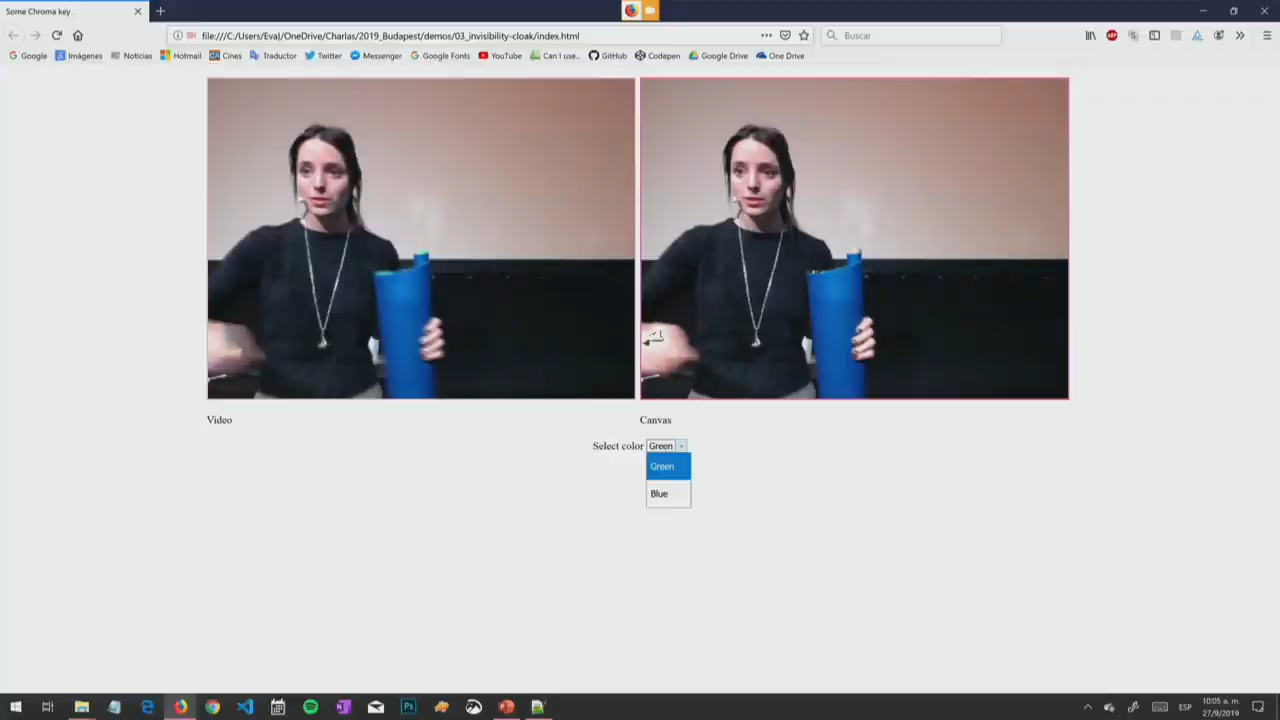 Some Chroma key
file:///C:/Users/Eva/OneDrive/Charlas/2019_Budapest/demos/03_invisibility-cloak/index.html
Buscar
Google Imágenes Noticias Hotmail Cines Traductor Twitter Messenger Google Fonts YouTube Can I use... GitHub Codepen Google Drive One Drive
Video Canvas
Select color Green
Green
Blue
ESP
10:05 a. m.
27/9/2019